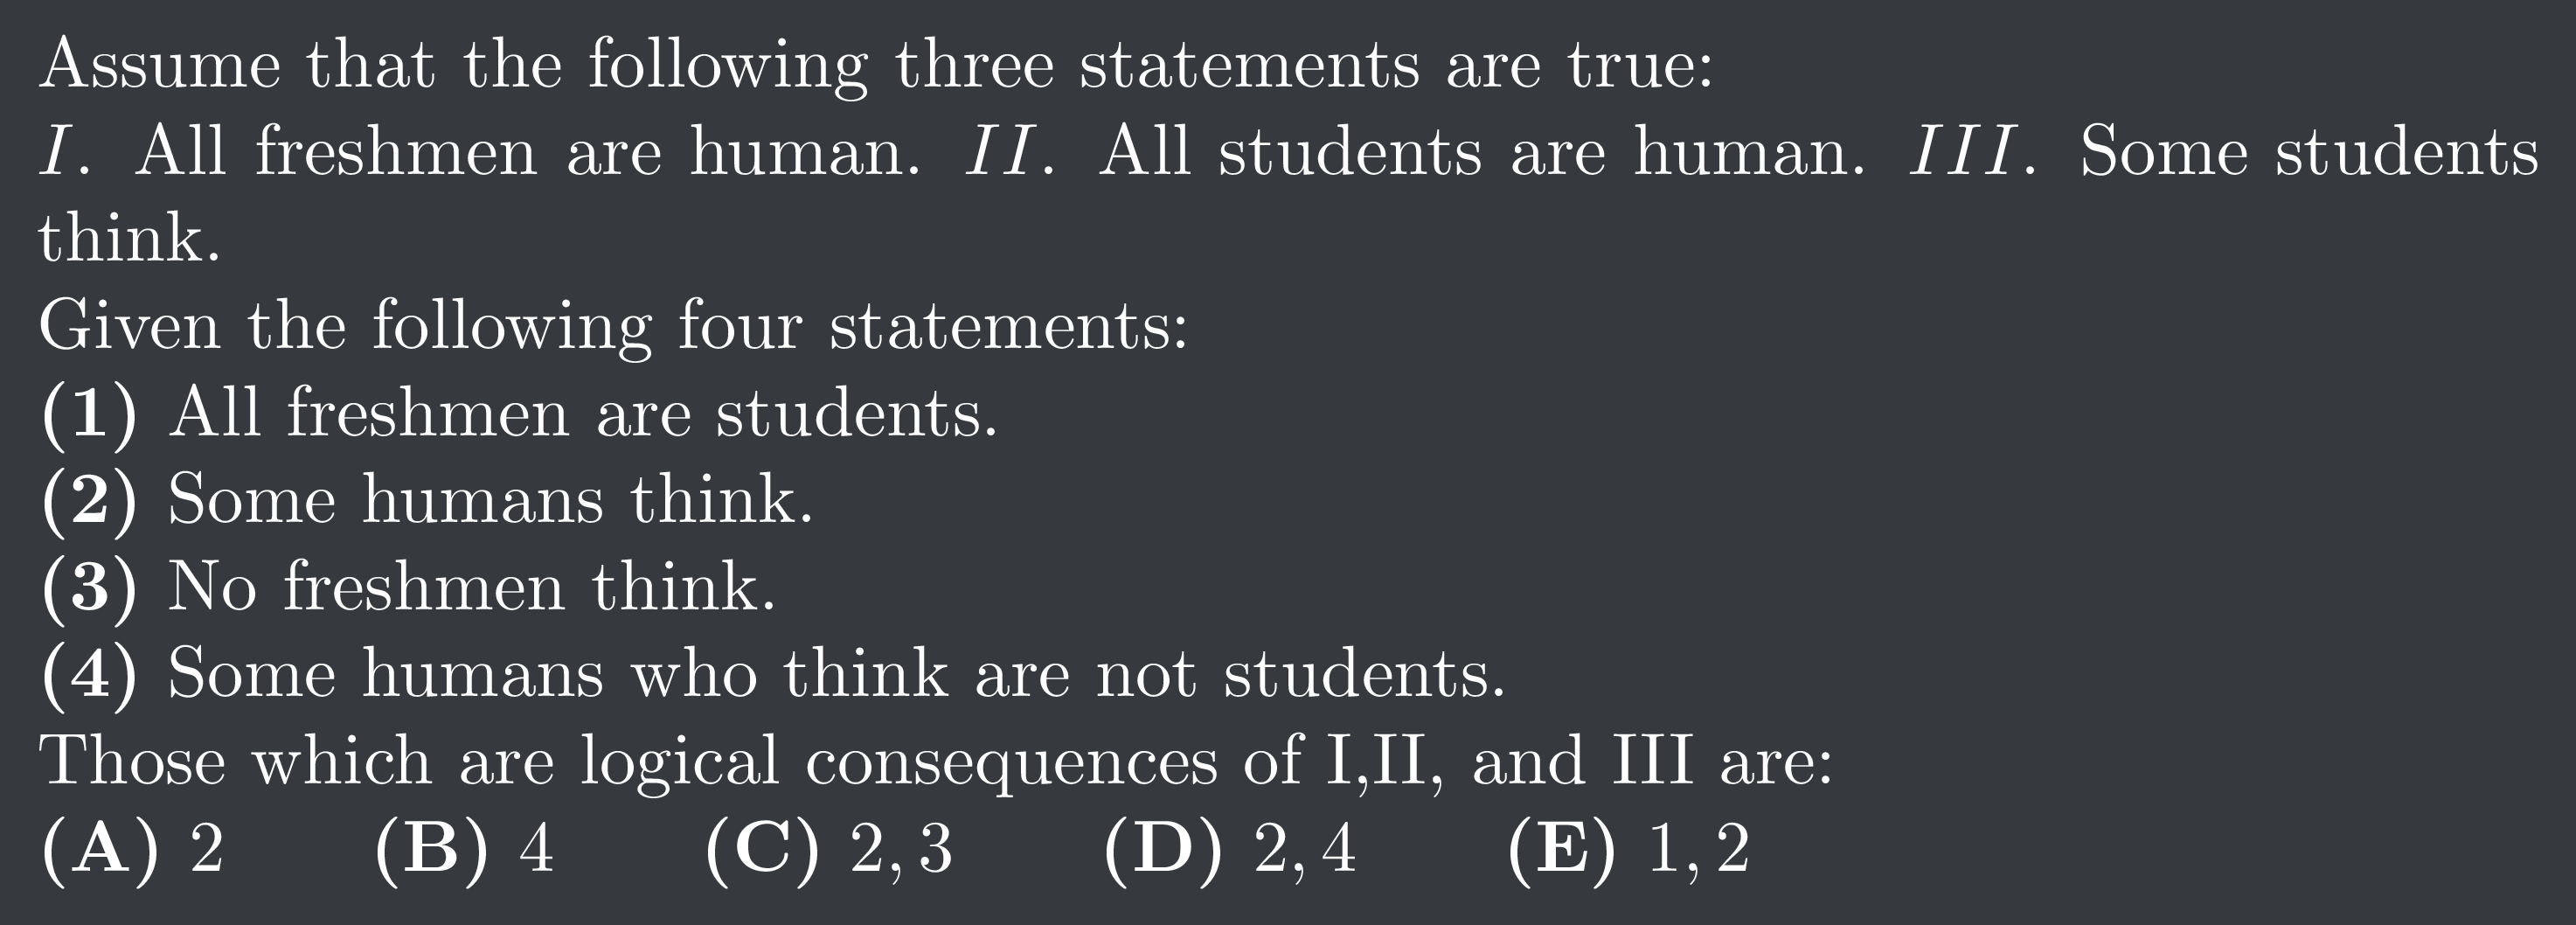 Assume that the following three statements are true:
I. All freshmen are human. II. All students are human. III. Some students
think.
Given the following four statements:
(1) All freshmen are students.
(2) Some humans think.
(3) No freshmen think.
(4) Some humans who think are not students.
Those which are logical consequences of I,II, and III are:
(A) 2 (B) 4 (C) 2, 3 (D) 2, 4 (E) 1, 2